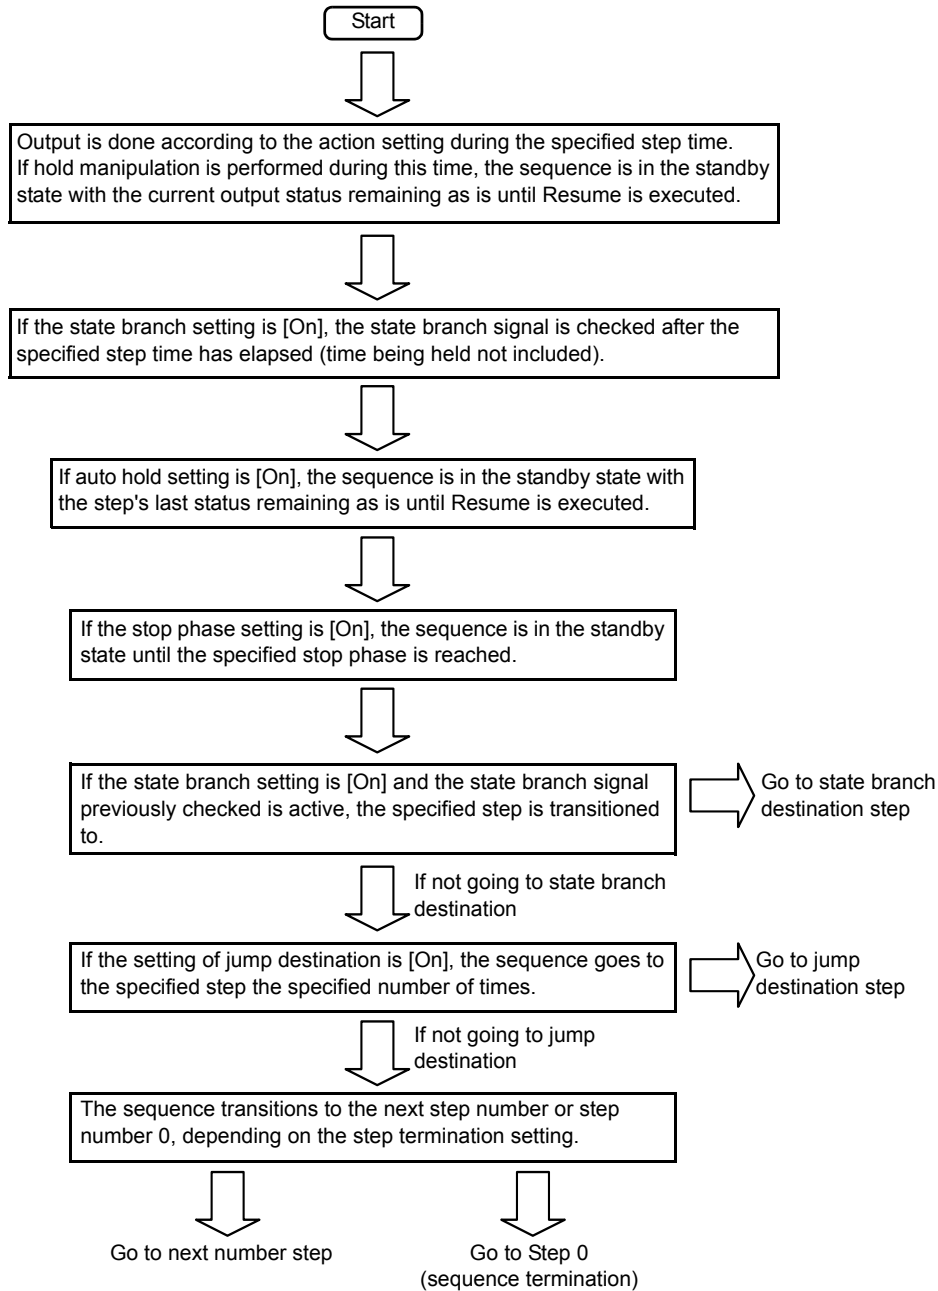 Start
Output is done according to the action setting during the specified step time.
If hold manipulation is performed during this time, the sequence is in the standby
state with the current output status remaining as is until Resume is executed.
If the state branch setting is [On], the state branch signal is checked after the
specified step time has elapsed (time being held not included).
If auto hold setting is [On], the sequence is in the standby state with
the step's last status remaining as is until Resume is executed.
If the stop phase setting is [On], the sequence is in the standby
state until the specified stop phase is reached.
If the state branch setting is [On] and the state branch signal
previously checked is active, the specified step is transitioned
to.
Go to state branch
destination step
If not going to state branch
destination
If the setting of jump destination is [On], the sequence goes to
the specified step the specified number of times.
Go to jump
destination step
If not going to jump
destination
The sequence transitions to the next step number or step
number 0, depending on the step termination setting.
Go to next number step
Go to Step 0
(sequence termination)